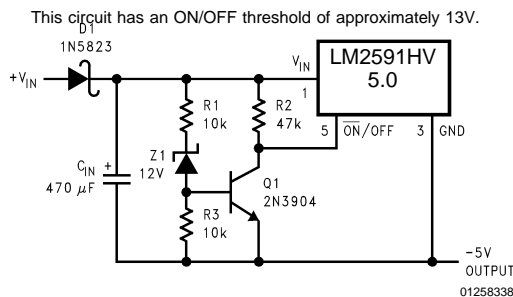 This circuit has an ON/OFF threshold of approximately 13V.
D1
1N5823
+VIN
VIN
1
LM2591HV
5.0
R1
10k
R2
47k
5
ON/OFF
3
GND
Z1
12V
CIN
+
470 μF
Q1
2N3904
R3
10k
-5V
OUTPUT
01258338